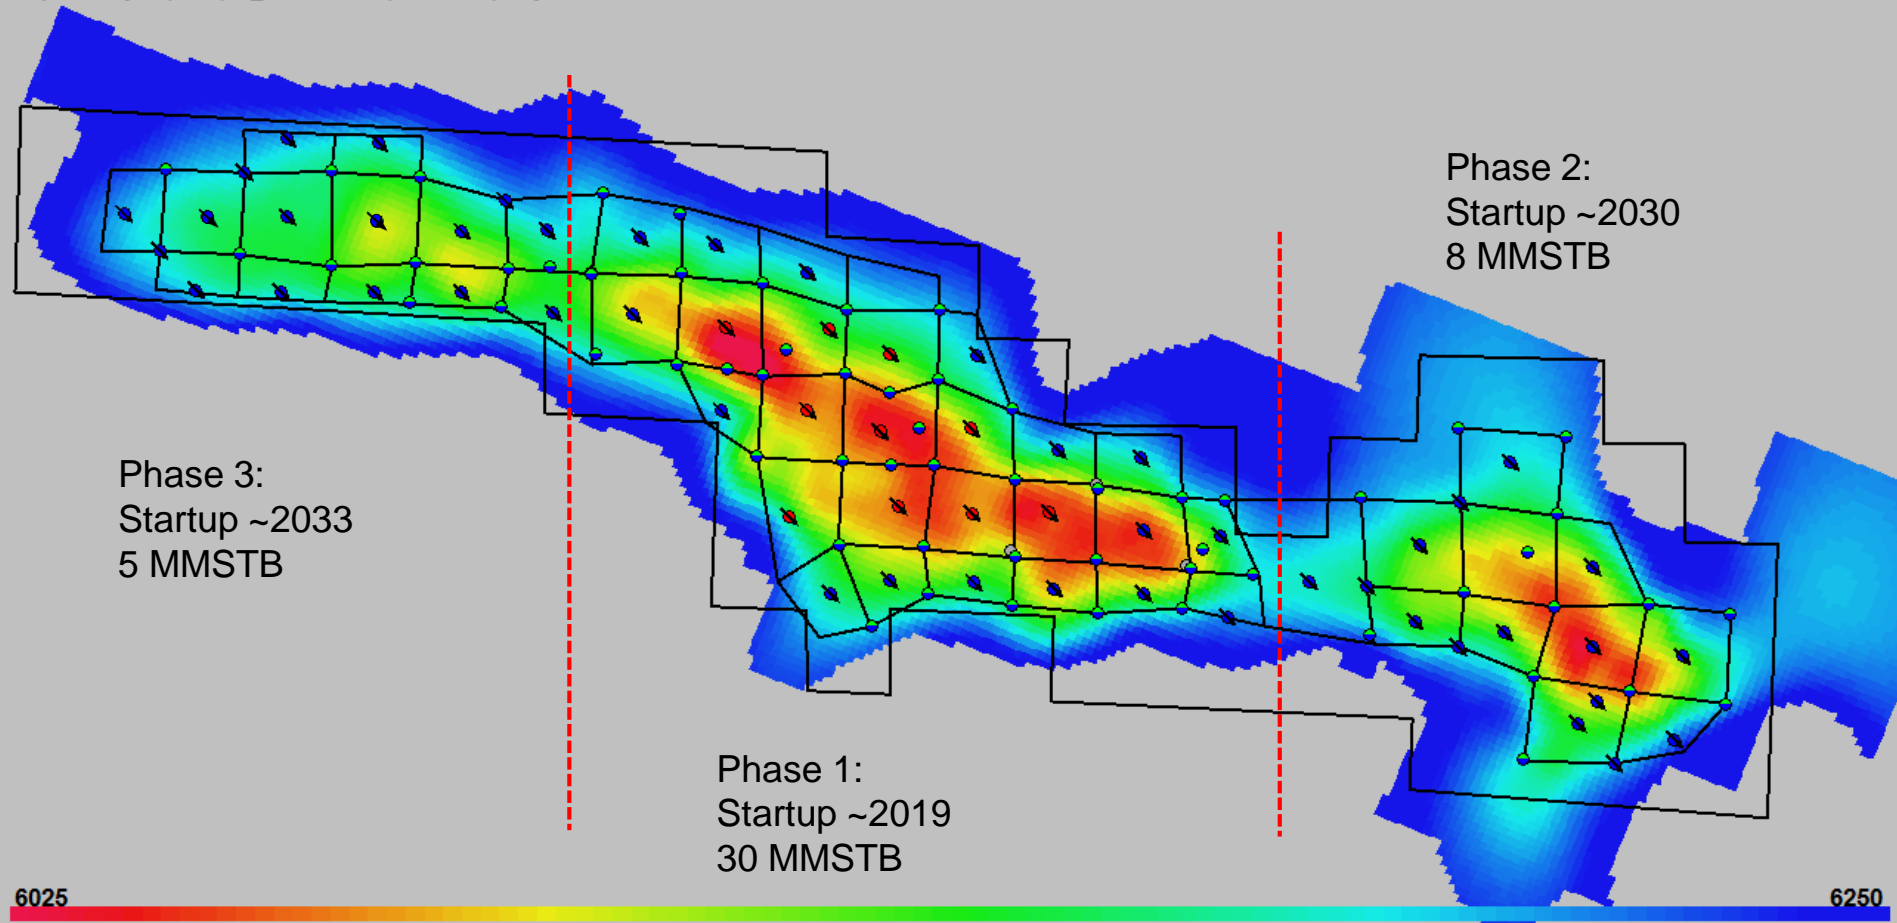 Phase 2:
Startup ~2030
8 MMSTB
Phase 3:
Startup ~2033
5 MMSTB
Phase 1:
Startup ~2019
30 MMSTB
6025
6250